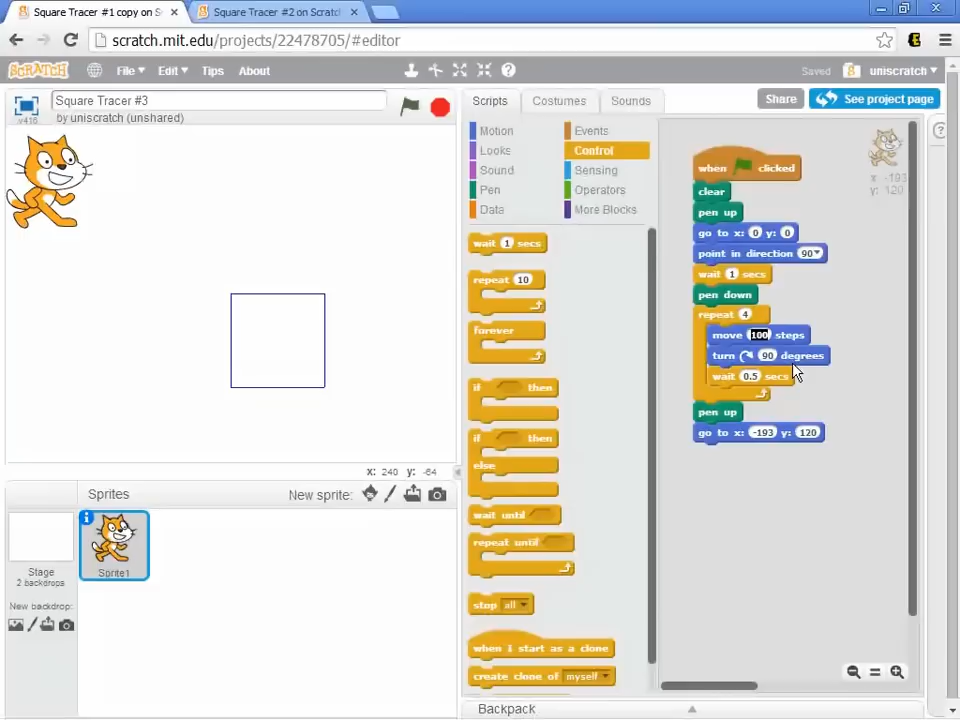 Square Tracer #1 copy on S
Square Tracer #2 on Scratch
scratch.mit.edu/projects/22478705/#editor
SCRATCH
File
Edit
Tips
About
Saved
uniscratch
v416
Square Tracer #3
by uniscratch (unshared)
Scripts
Costumes
Sounds
Share
See project page
Motion
Looks
Sound
Pen
Data
Events
Control
Sensing
Operators
More Blocks
wait 1 secs
repeat 10
forever
if then
if then
else
wait until
repeat until
stop all
when I start as a clone
create clone of myself
when clicked
clear
pen up
go to x: 0 y: 0
point in direction 90
wait 1 secs
pen down
repeat 4
move 100 steps
turn 90 degrees
wait 0.5 secs
pen up
go to x: -193 y: 120
x: -193
y: 120
x: 240 y: -64
Sprites
New sprite:
Stage
2 backdrops
New backdrop:
Sprite1
Backpack